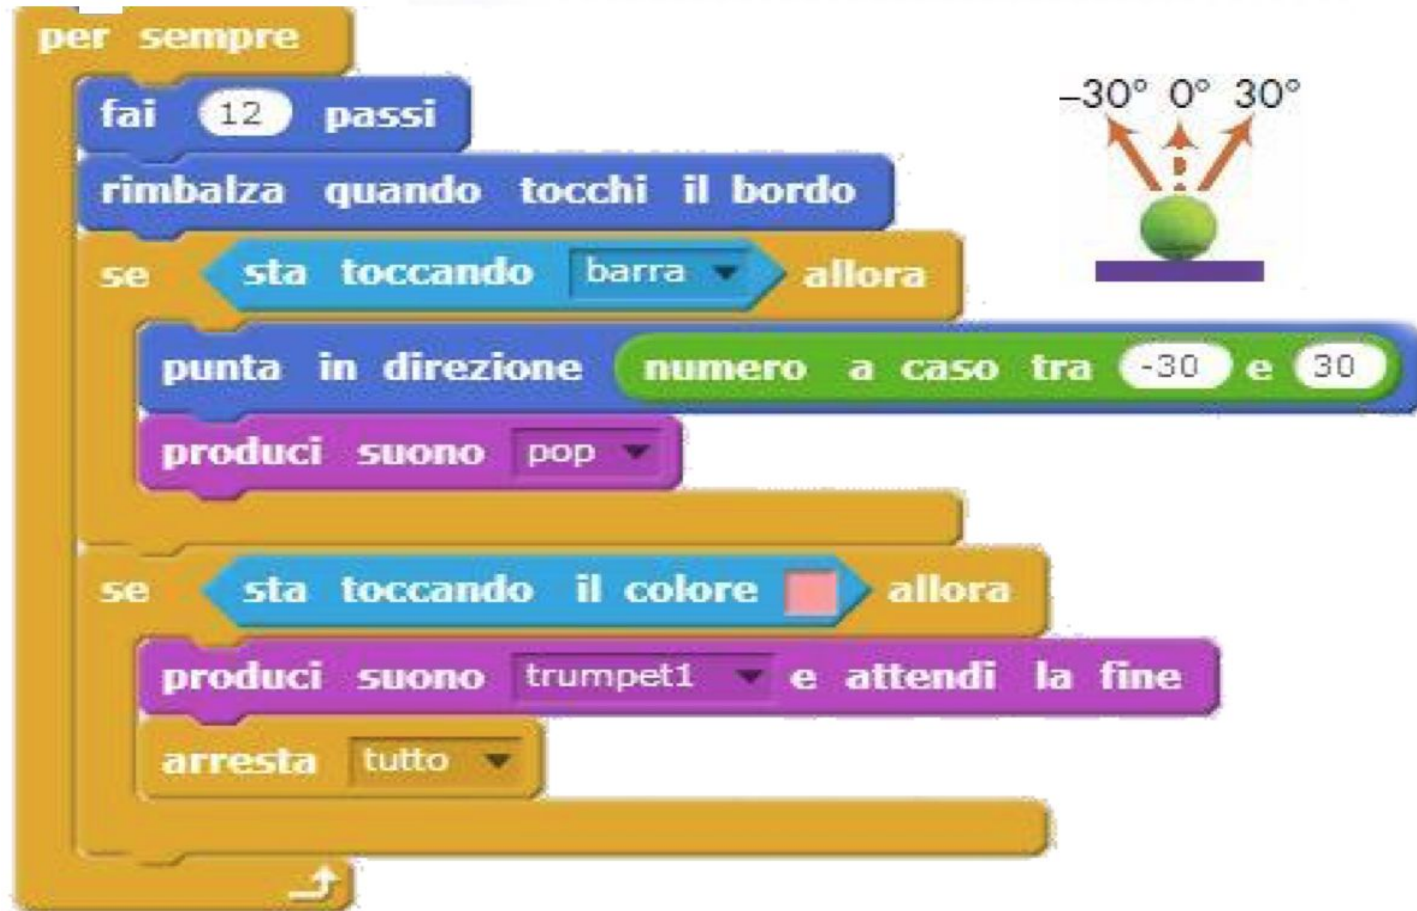 per sempre
fai 12 passi
–30° 0° 30°
rimbalza quando tocchi il bordo
se sta toccando barra allora
punta in direzione numero a caso tra -30 e 30
produci suono pop
se sta toccando il colore allora
produci suono trumpet1 e attendi la fine
arresta tutto